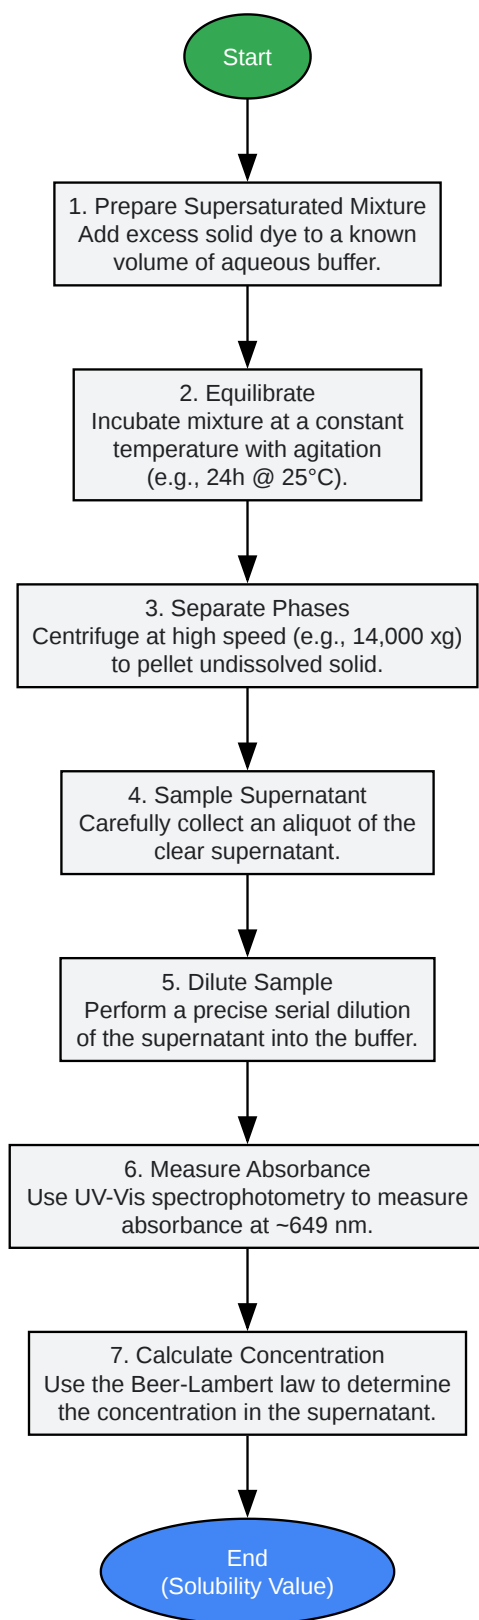 Start
1. Prepare Supersaturated Mixture
Add excess solid dye to a known
volume of aqueous buffer.
2. Equilibrate
Incubate mixture at a constant
temperature with agitation
(e.g., 24h @ 25°C).
3. Separate Phases
Centrifuge at high speed (e.g., 14,000 xg)
to pellet undissolved solid.
4. Sample Supernatant
Carefully collect an aliquot of the
clear supernatant.
5. Dilute Sample
Perform a precise serial dilution
of the supernatant into the buffer.
6. Measure Absorbance
Use UV-Vis spectrophotometry to measure
absorbance at ~649 nm.
7. Calculate Concentration
Use the Beer-Lambert law to determine
the concentration in the supernatant.
End
(Solubility Value)